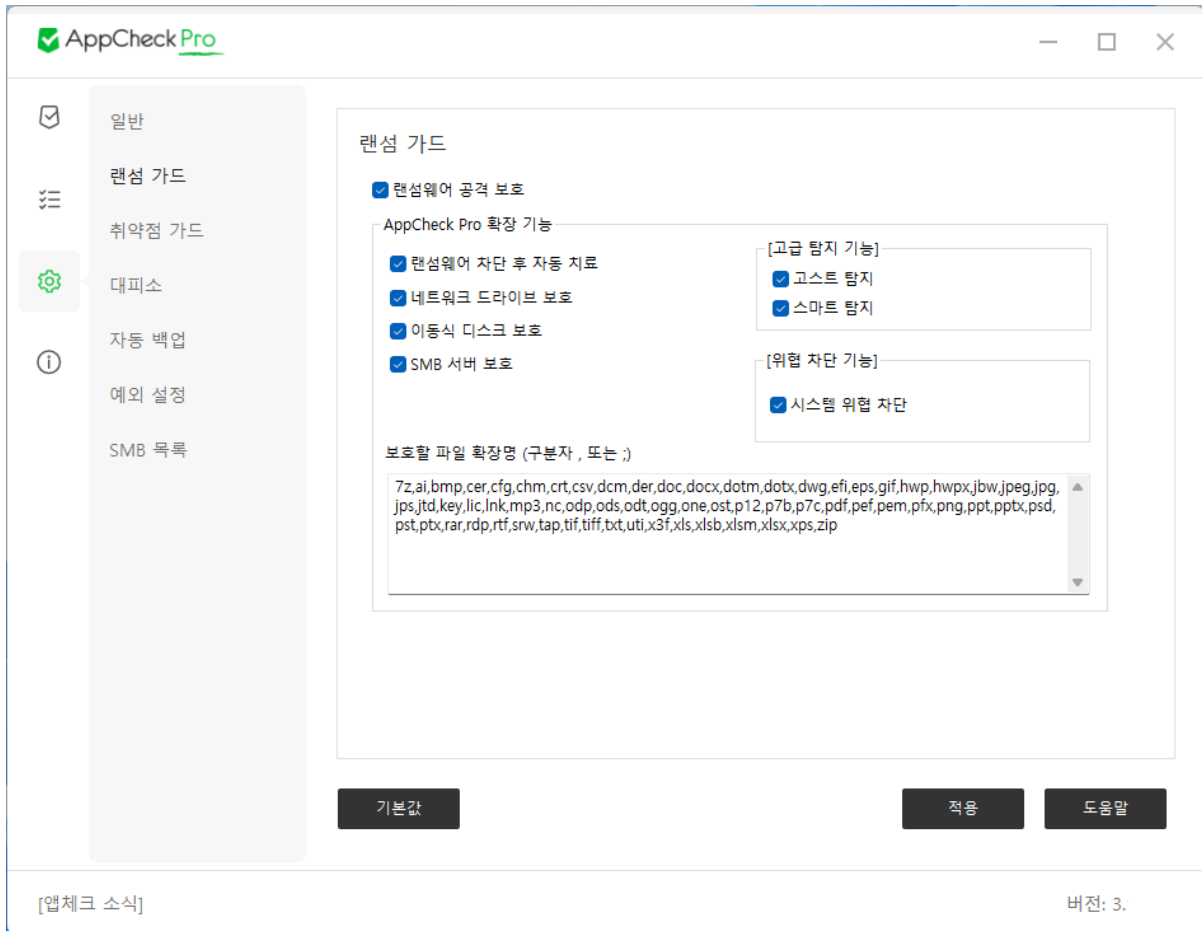 AppCheck Pro
일반
랜섬 가드
취약점 가드
대피소
자동 백업
예외 설정
SMB 목록
랜섬 가드
랜섬웨어 공격 보호
AppCheck Pro 확장 기능
랜섬웨어 차단 후 자동 치료
네트워크 드라이브 보호
이동식 디스크 보호
SMB 서버 보호
[고급 탐지 기능]
고스트 탐지
스마트 탐지
[위협 차단 기능]
시스템 위협 차단
보호할 파일 확장명 (구분자 , 또는 ;)
7z,ai,bmp,cer,cfg,chm,crt,csv,dcm,der,doc,docx,dotm,dotx,dwg,efi,eps,gif,hwp,hwpx,jbw,jpeg,jpg,
jps,jtd,key,lic,lnk,mp3,nc,odp,ods,odt,ogg,one,ost,p12,p7b,p7c,pdf,pef,pem,pfx,png,ppt,pptx,psd,
pst,ptx,rar,rdp,rtf,srw,tap,tif,tiff,txt,uti,x3f,xls,xlsb,xlsm,xlsx,xps,zip
기본값
적용
도움말
[앱체크 소식]
버전: 3.